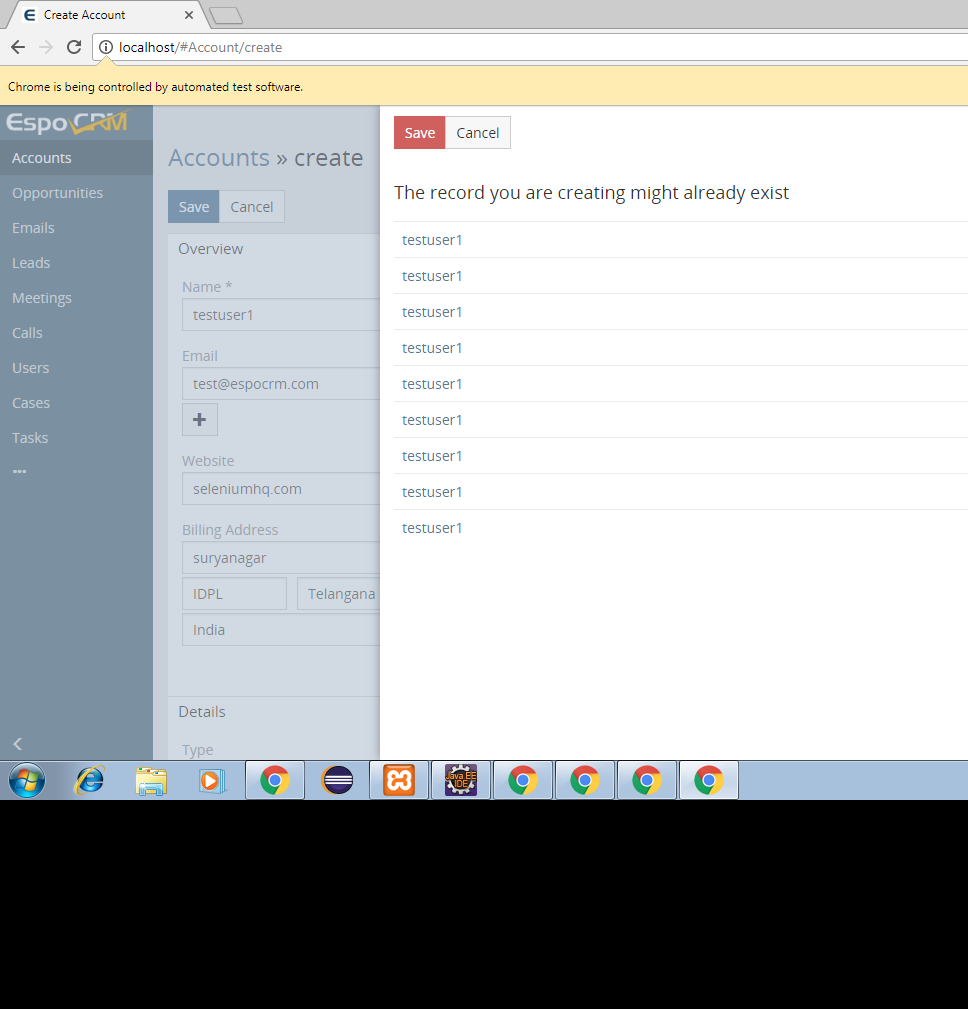 Create Account
localhost/#Account/create
Chrome is being controlled by automated test software.
EspoCRM
Accounts
Opportunities
Emails
Leads
Meetings
Calls
Users
Cases
Tasks
...
Accounts » create
Save Cancel
Overview
Name *
testuser1
Email
test@espocrm.com
Website
seleniumhq.com
Billing Address
suryanagar
IDPL Telangana
India
Details
Type
Save Cancel
The record you are creating might already exist
testuser1
testuser1
testuser1
testuser1
testuser1
testuser1
testuser1
testuser1
testuser1
Java EE
IDE